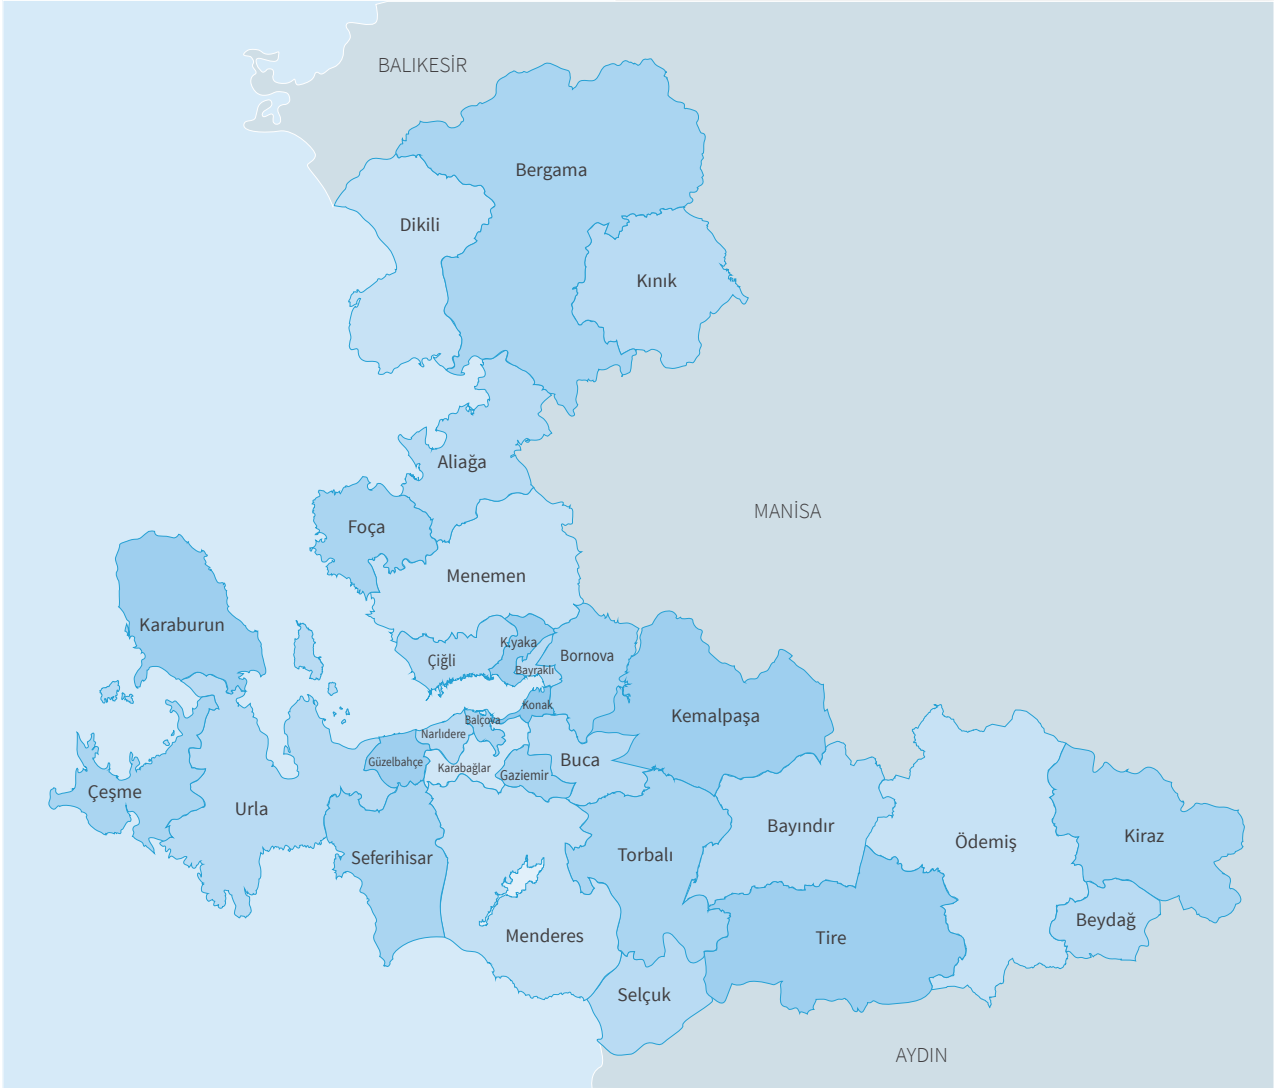 BALIKESİR
Bergama
Dikili
Kınık
Aliağa
MANİSA
Foça
Menemen
Karaburun
K.yaka
Bornova
Çiğli
Bayraklı
Konak
Kemalpaşa
Balçova
Narlıdere
Buca
Güzelbahçe
Karabağlar
Gaziemir
Çeşme
Urla
Bayındır
Kiraz
Ödemiş
Torbalı
Seferihisar
Beydağ
Menderes
Tire
Selçuk
AYDIN